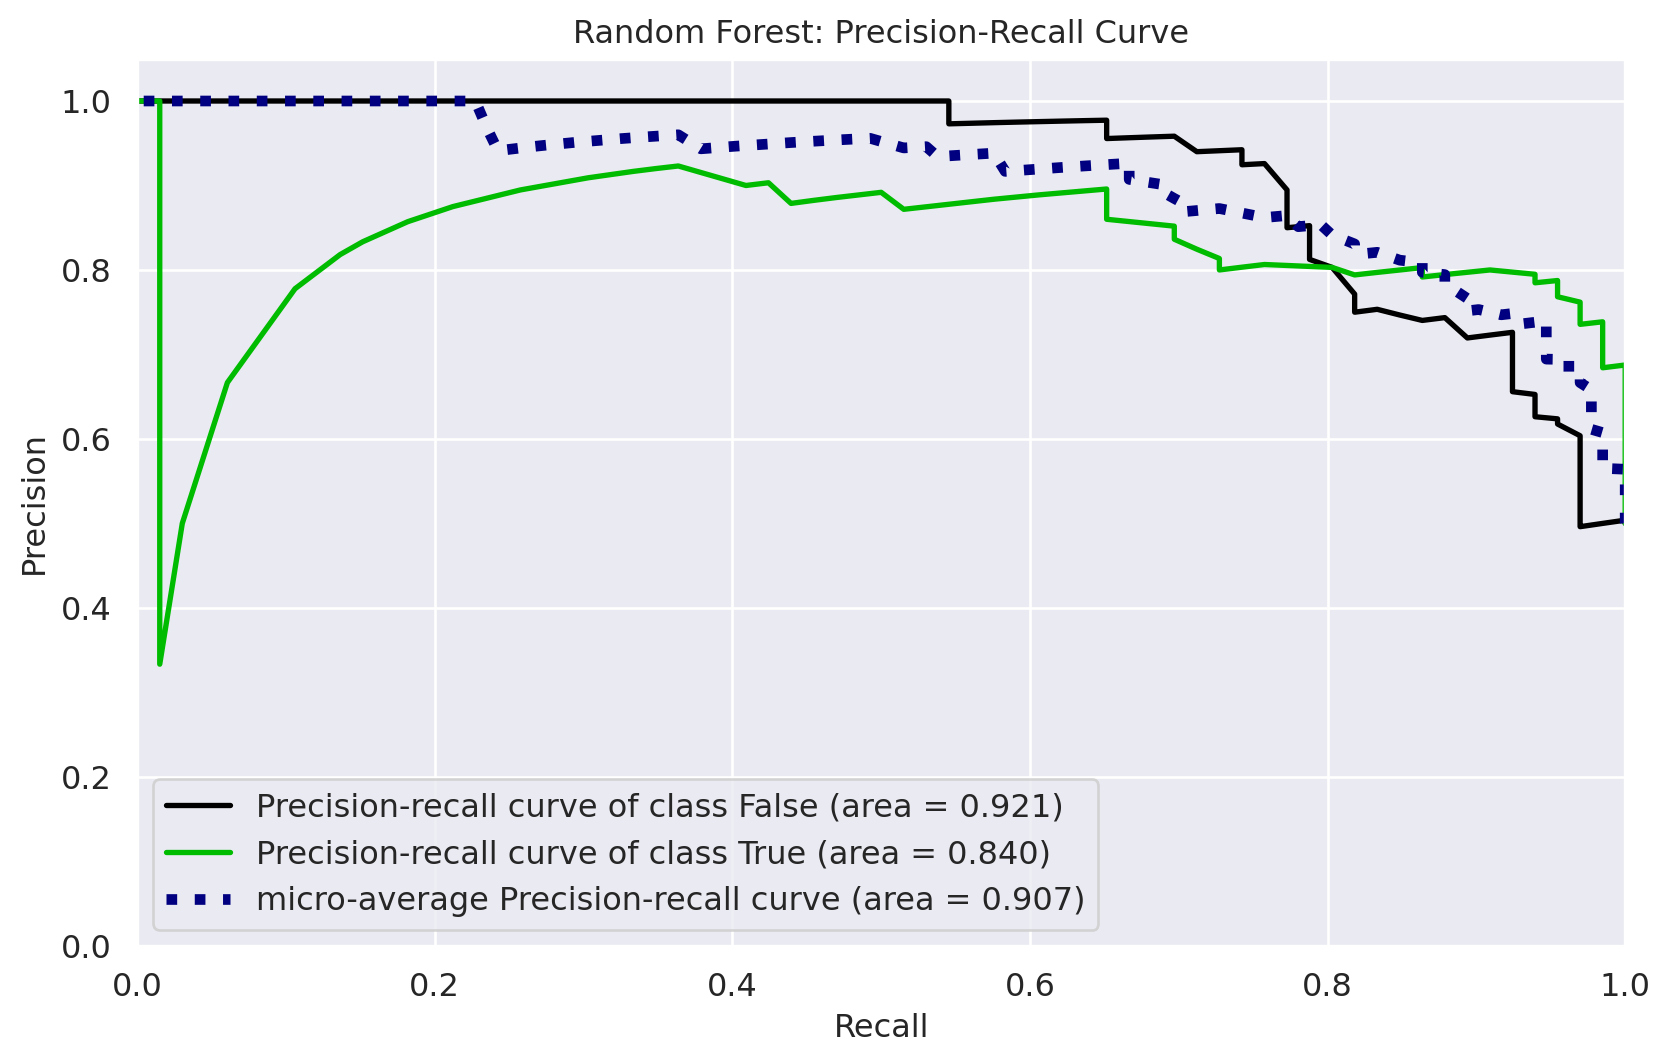 Random Forest: Precision-Recall Curve
Precision
1.0
0.8
0.6
0.4
0.2
0.0
Precision-recall curve of class False (area = 0.921)
Precision-recall curve of class True (area = 0.840)
micro-average Precision-recall curve (area = 0.907)
0.0 0.2 0.4 0.6 0.8 1.0
Recall